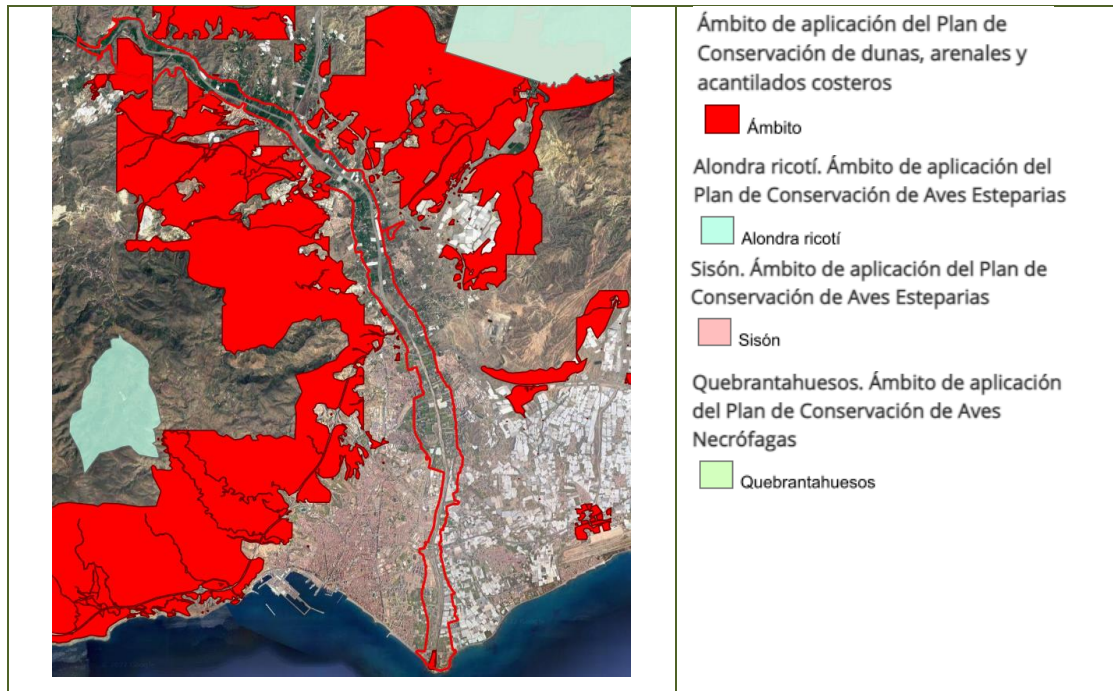 Ámbito de aplicación del Plan de
Conservación de dunas, arenales y
acantilados costeros
Ámbito
Alondra ricotí. Ámbito de aplicación del
Plan de Conservación de Aves Esteparias
Alondra ricotí
Sisón. Ámbito de aplicación del Plan de
Conservación de Aves Esteparias
Sisón
Quebrantahuesos. Ámbito de aplicación
del Plan de Conservación de Aves
Necrófagas
Quebrantahuesos